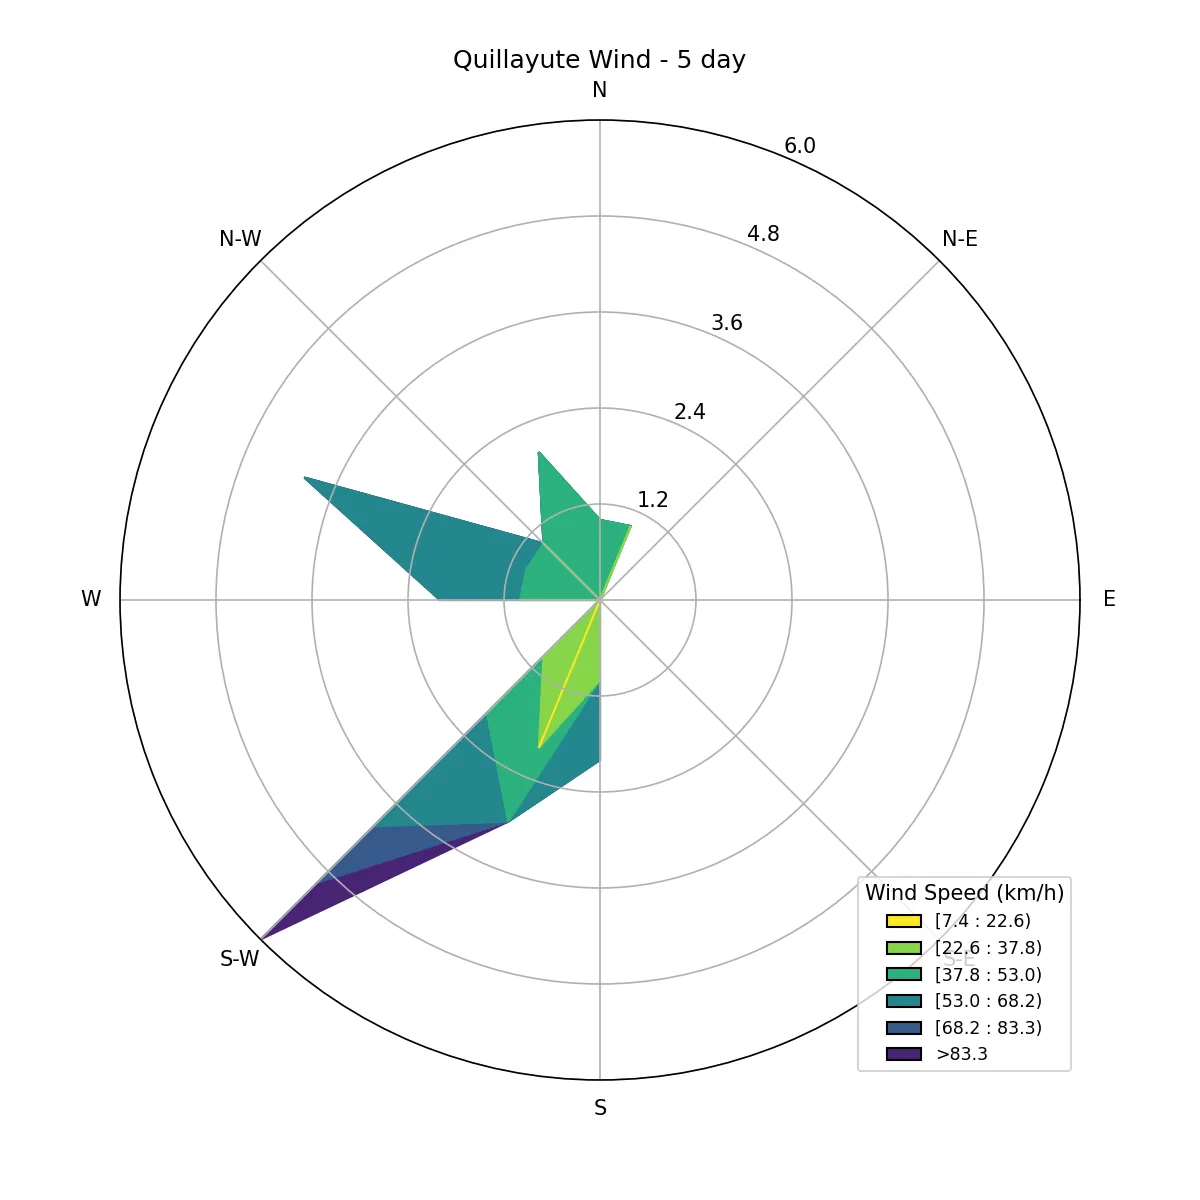 Quillayute Wind - 5 day
N
6.0
N-W
N-E
4.8
3.6
2.4
1.2
W
E
S-W
S-E
S
Wind Speed (km/h)
[7.4 : 22.6)
[22.6 : 37.8)
[37.8 : 53.0)
[53.0 : 68.2)
[68.2 : 83.3)
>83.3